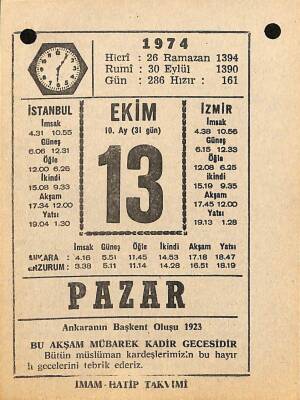 1974
Hicrî : 26 Ramazan 1394
Rumî : 30 Eylül 1390
Gün : 286 Hızır : 161
İSTANBUL
İmsak
4.31 10.55
Güneş
6.06 12.31
Öğle
12.00 6.26
İkindi
15.08 9.33
Akşam
17.34 12.00
Yatsı
19.04 1.30
EKİM
10. Ay (31 gün)
13
İZMİR
İmsak
4.38 10.56
Güneş
6.15 12.33
Öğle
12.08 6.25
ikindi
15.19 9.35
Akşam
17.45 12.00
Yatsı
19.13 1.28
İmsak Güneş Öğle İkindi Akşam Yatsı
ANKARA : 4.16 5.51 11.45 14.53 17.18 18.47
ERZURUM : 3.38 5.11 11.14 14.28 16.51 18.19
PAZAR
Ankaranın Başkent Oluşu 1923
BU AKŞAM MÜBAREK KADİR GECESİDİR
Bütün müslüman kardeşlerimizin bu hayır
lı gecelerini tebrik ederiz.
İMAM-HATİP TAKVİMİ